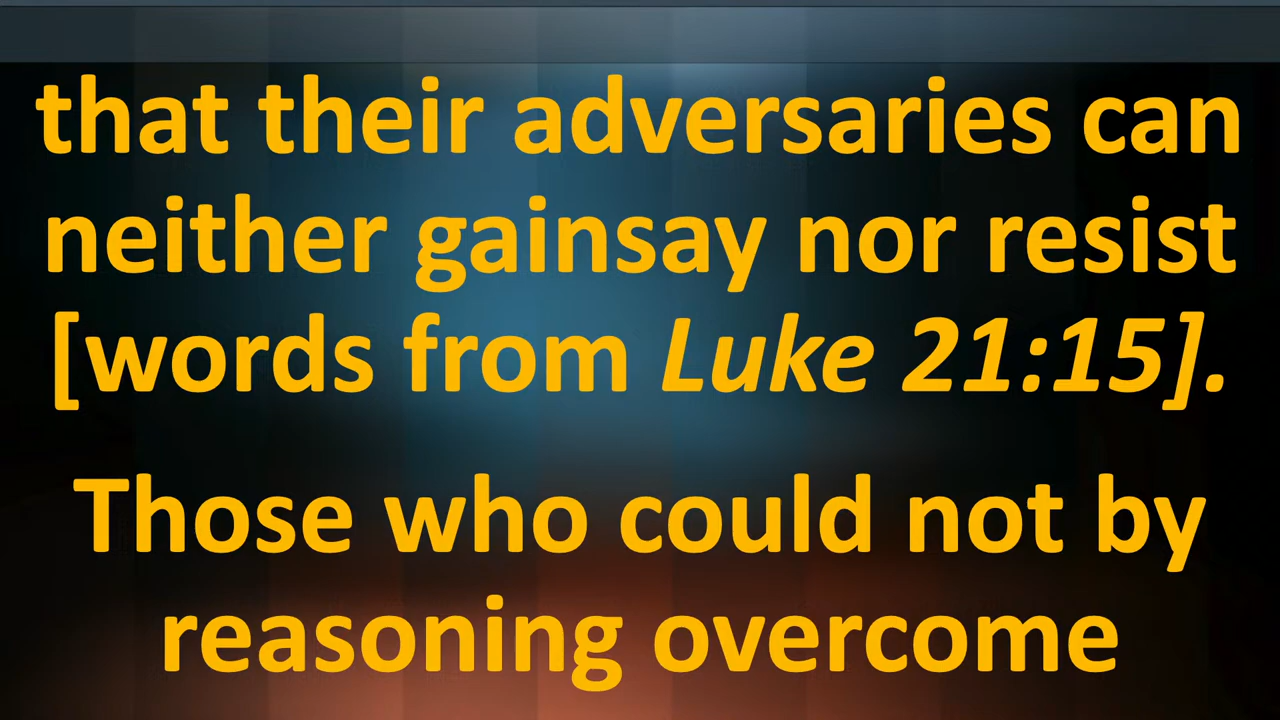 that their adversaries can
neither gainsay nor resist
[words from Luke 21:15].
Those who could not by
reasoning overcome